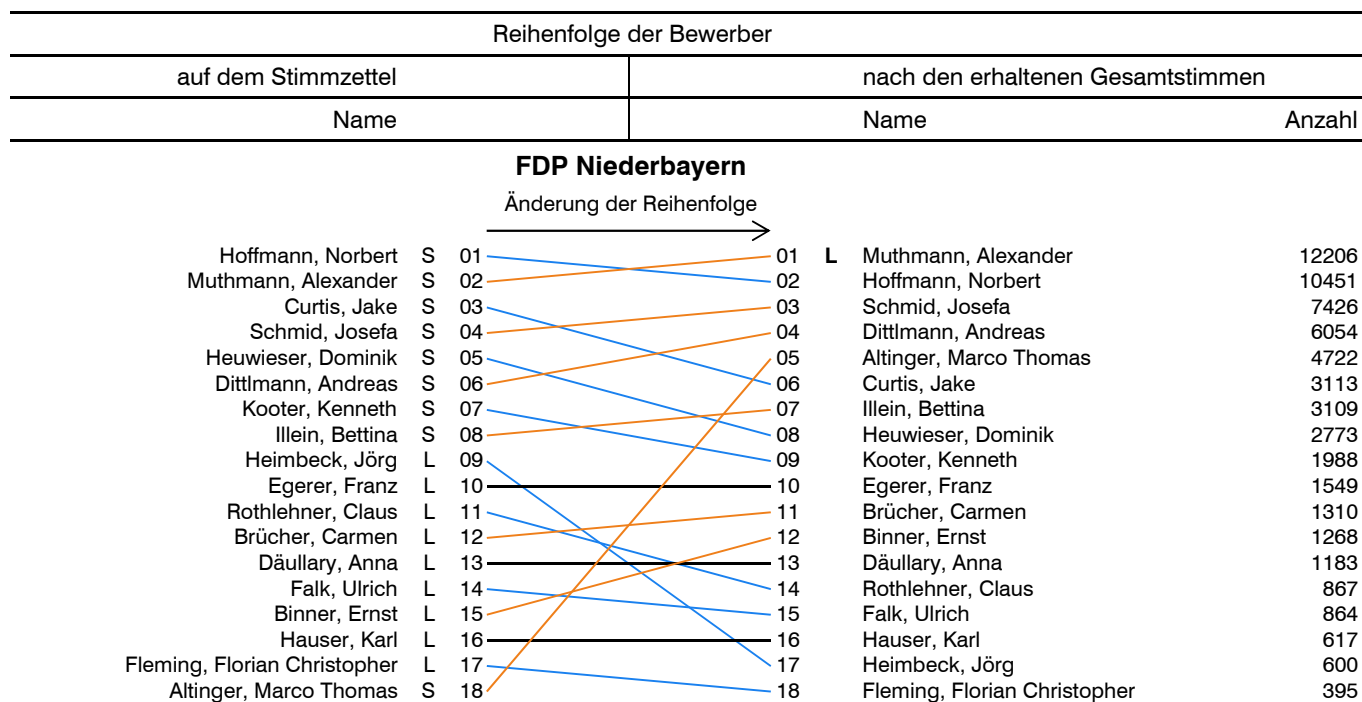 Reihenfolge der Bewerber
auf dem Stimmzettel nach den erhaltenen Gesamtstimmen
Name Name Anzahl
FDP Niederbayern
Änderung der Reihenfolge
Hoffmann, Norbert S 01 01 L Muthmann, Alexander 12206
Muthmann, Alexander S 02 02 Hoffmann, Norbert 10451
Curtis, Jake S 03 03 Schmid, Josefa 7426
Schmid, Josefa S 04 04 Dittlmann, Andreas 6054
Heuwieser, Dominik S 05 05 Altinger, Marco Thomas 4722
Dittlmann, Andreas S 06 06 Curtis, Jake 3113
Kooter, Kenneth S 07 07 Illein, Bettina 3109
Illein, Bettina S 08 08 Heuwieser, Dominik 2773
Heimbeck, Jörg L 09 09 Kooter, Kenneth 1988
Egerer, Franz L 10 10 Egerer, Franz 1549
Rothlehner, Claus L 11 11 Brücher, Carmen 1310
Brücher, Carmen L 12 12 Binner, Ernst 1268
Däullary, Anna L 13 13 Däullary, Anna 1183
Falk, Ulrich L 14 14 Rothlehner, Claus 867
Binner, Ernst L 15 15 Falk, Ulrich 864
Hauser, Karl L 16 16 Hauser, Karl 617
Fleming, Florian Christopher L 17 17 Heimbeck, Jörg 600
Altinger, Marco Thomas S 18 18 Fleming, Florian Christopher 395